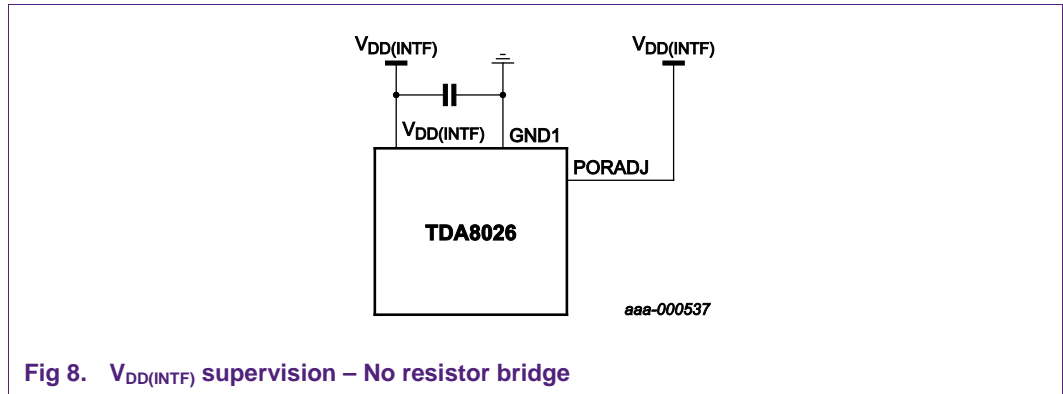 VDD(INTF)
VDD(INTF)
VDD(INTF)
GND1
PORADJ
TDA8026
aaa-000537
Fig 8. VDD(INTF) supervision – No resistor bridge